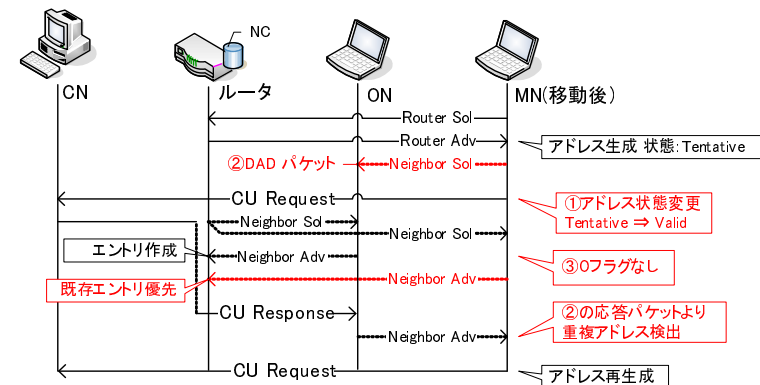 NC
CN
ルータ
ON
MN(移動後)
Router Sol
Router Adv
アドレス生成 状態: Tentative
②DAD パケット
Neighbor Sol
CU Request
①アドレス状態変更
Tentative ⇒ Valid
Neighbor Sol
Neighbor Sol
エントリ作成
Neighbor Adv
③Oフラグなし
Neighbor Adv
既存エントリ優先
CU Response
②の応答パケットより
重複アドレス検出
Neighbor Adv
CU Request
アドレス再生成